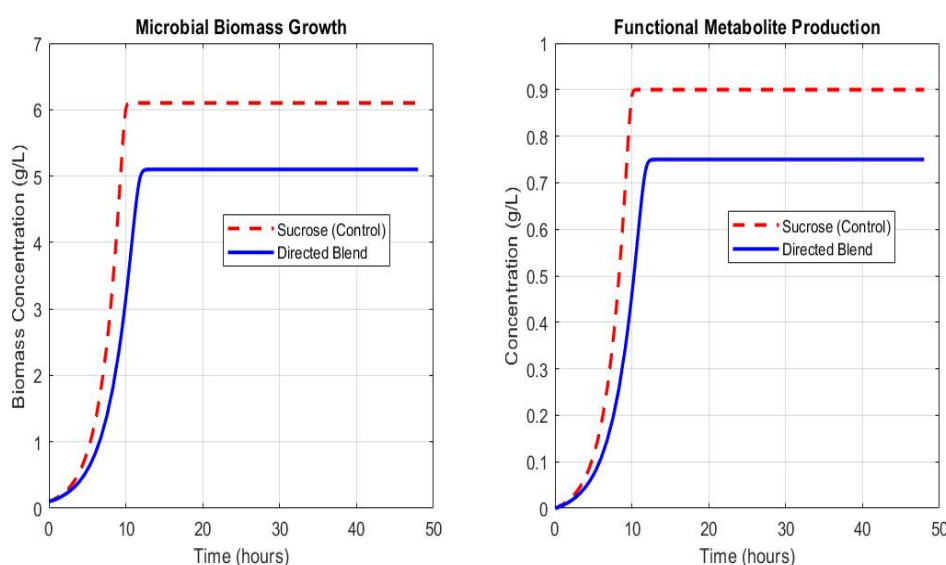 Microbial Biomass Growth
Biomass Concentration (g/L)
7
6
5
4
3
2
1
0
Sucrose (Control)
Directed Blend
0 10 20 30 40 50
Time (hours)
Functional Metabolite Production
Concentration (g/L)
1
0.9
0.8
0.7
0.6
0.5
0.4
0.3
0.2
0.1
0
Sucrose (Control)
Directed Blend
0 10 20 30 40 50
Time (hours)